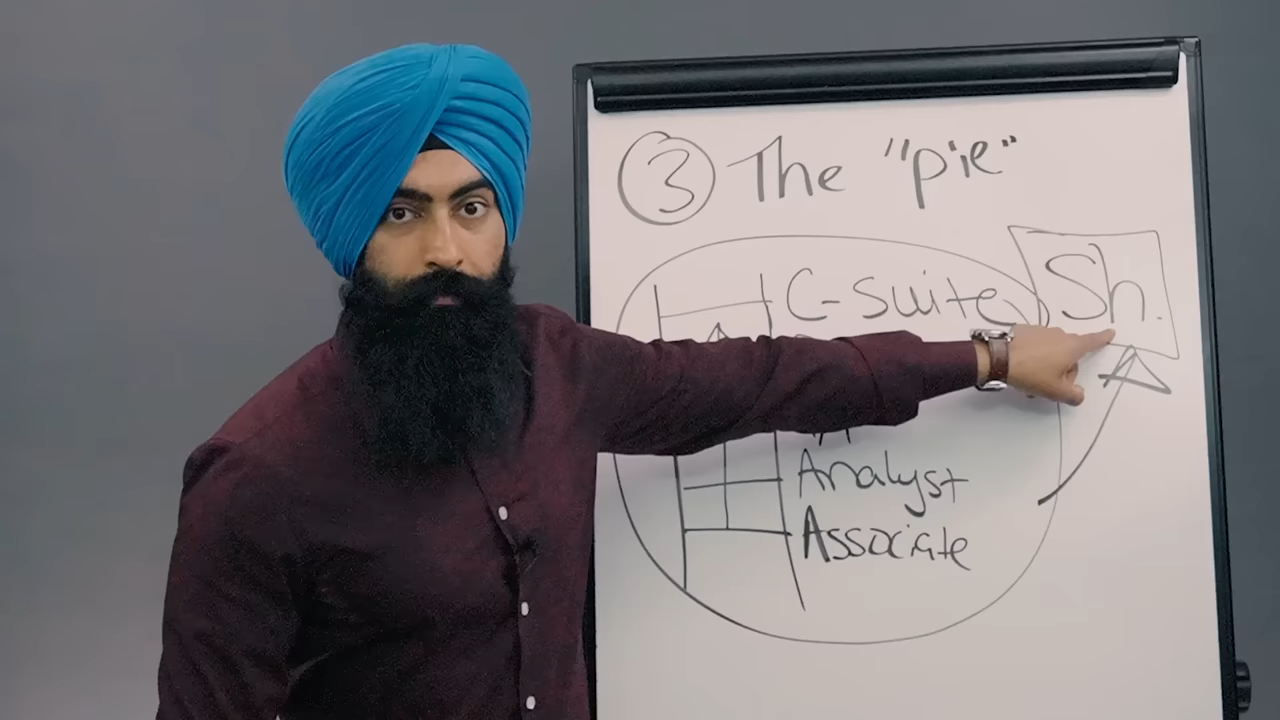 ③ The "pie"
C-suite
Sh.
Analyst
Associate